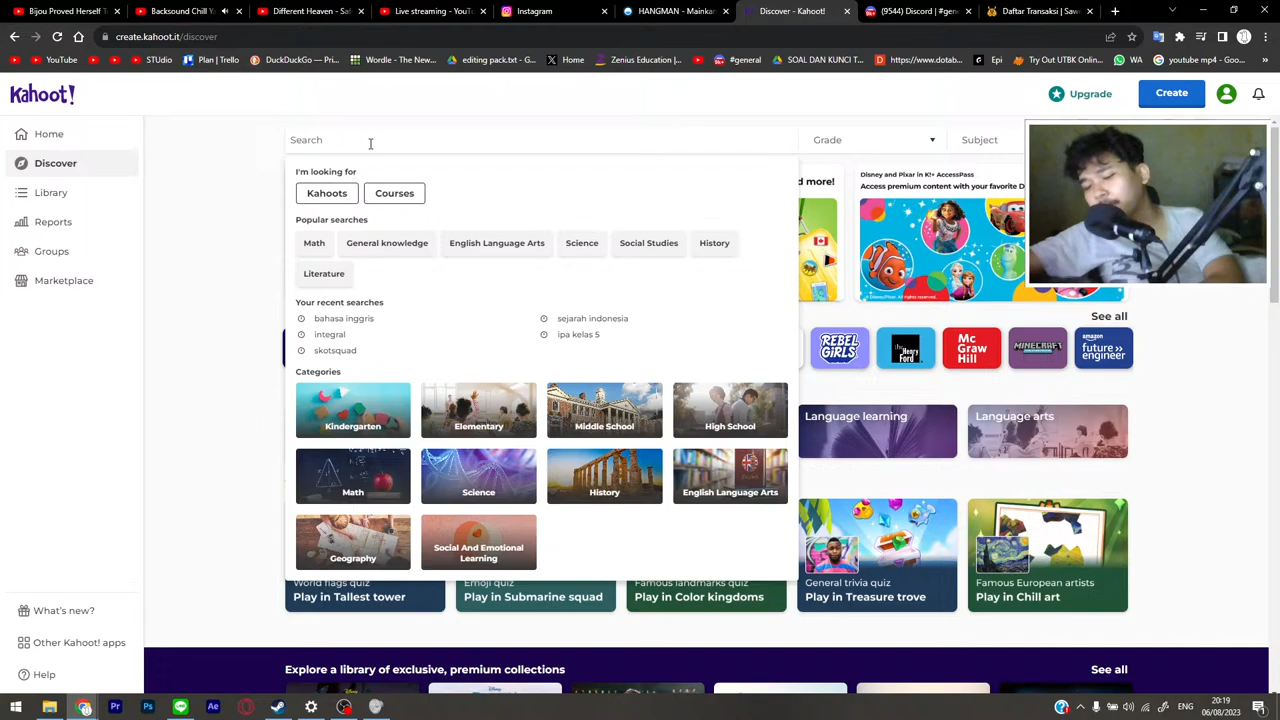 Bijou Proved Herself T
Backsound Chill Y
Different Heaven - Saf
Live streaming - YouTu
Instagram
HANGMAN - Mainkan
Discover - Kahoot!
(9544) Discord | #gene
Daftar Transaksi | Sawe
create.kahoot.it/discover
YouTube
STUdio
Plan | Trello
DuckDuckGo — Pri...
Wordle - The New...
editing pack.txt - G...
Home
Zenius Education |...
#general
SOAL DAN KUNCI T...
https://www.dotab...
Epi
Try Out UTBK Onlin...
WA
Google Terjemahan
Kahoot!
Upgrade
Create
Home
Discover
Library
Reports
Groups
Marketplace
What's new?
Other Kahoot! apps
Help
Search
Grade
Subject
I'm looking for
Kahoots
Courses
Popular searches
Math
General knowledge
English Language Arts
Science
Social Studies
History
Literature
Your recent searches
bahasa inggris
sejarah indonesia
integral
ipa kelas 5
skotsquad
Categories
Kindergarten
Elementary
Middle School
High School
Math
Science
History
English Language Arts
Geography
Social And Emotional
Learning
d more!
Disney and Pixar in K!+ AccessPass
Access premium content with your favorite D
See all
REBEL
GIRLS
the Henry
Ford
Mc
Graw
Hill
MINECRAFT
amazon
future
engineer
Language learning
Language arts
World flags quiz
Play in Tallest tower
Emoji quiz
Play in Submarine squad
Famous landmarks quiz
Play in Color kingdoms
General trivia quiz
Play in Treasure trove
Famous European artists
Play in Chill art
Explore a library of exclusive, premium collections
See all
20:19
06/08/2023